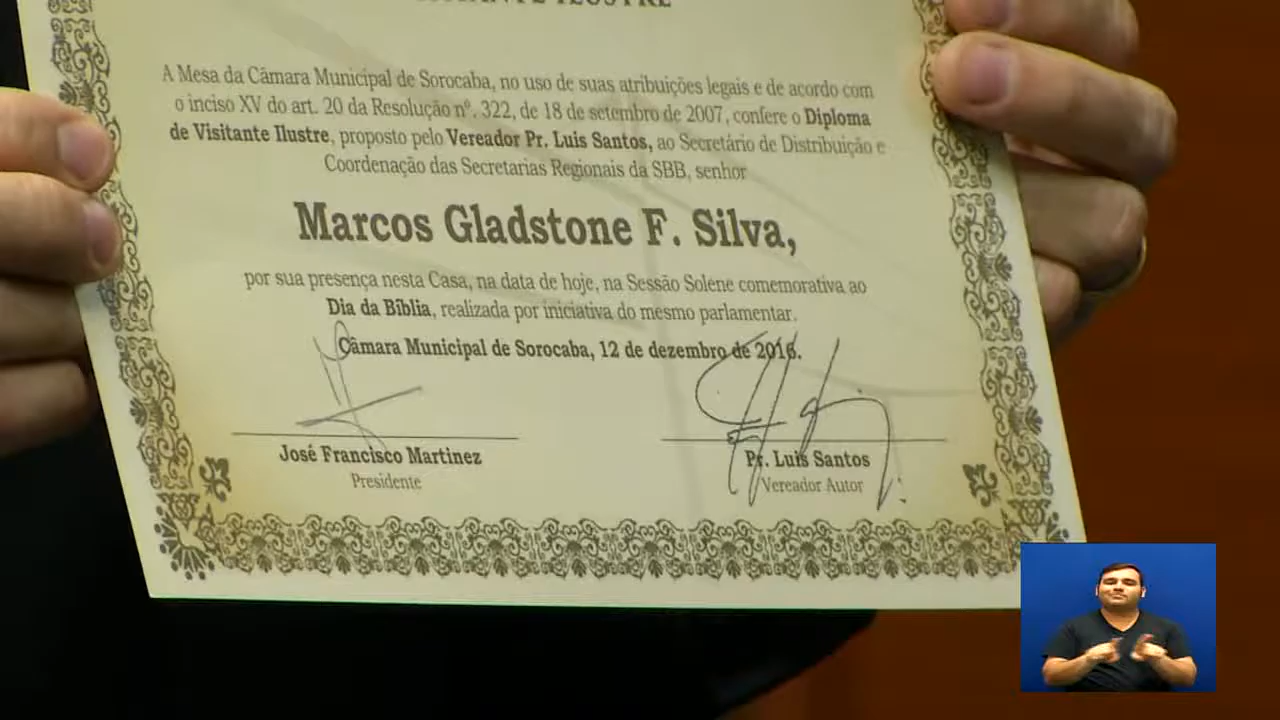 VISITANTE ILUSTRE
A Mesa da Câmara Municipal de Sorocaba, no uso de suas atribuições legais e de acordo com
o inciso XV do art. 20 da Resolução nº. 322, de 18 de setembro de 2007, confere o Diploma
de Visitante Ilustre, proposto pelo Vereador Pr. Luis Santos, ao Secretário de Distribuição e
Coordenação das Secretarias Regionais da SBB, senhor
Marcos Gladstone F. Silva,
por sua presença nesta Casa, na data de hoje, na Sessão Solene comemorativa ao
Dia da Bíblia, realizada por iniciativa do mesmo parlamentar.
Câmara Municipal de Sorocaba, 12 de dezembro de 2016.
José Francisco Martinez
Presidente
Pr. Luis Santos
Vereador Autor